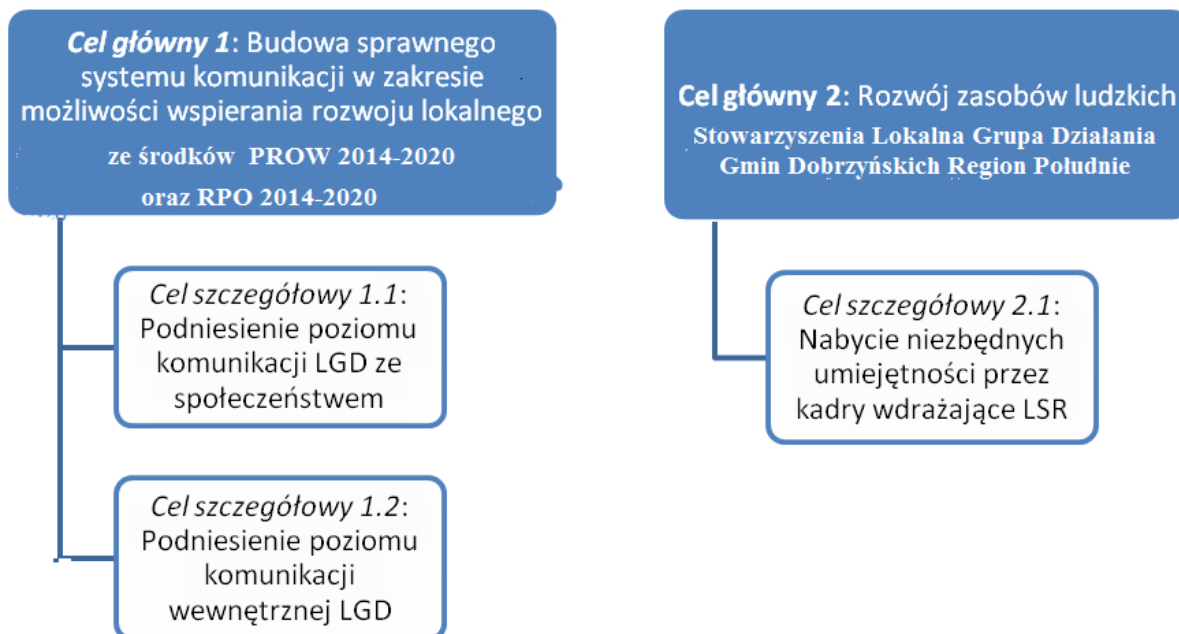 Cel główny 1: Budowa sprawnego
systemu komunikacji w zakresie
możliwości wspierania rozwoju lokalnego
ze środków PROW 2014-2020
oraz RPO 2014-2020
Cel szczegółowy 1.1:
Podniesienie poziomu
komunikacji LGD ze
społeczeństwem
Cel szczegółowy 1.2:
Podniesienie poziomu
komunikacji
wewnętrznej LGD
Cel główny 2: Rozwój zasobów ludzkich
Stowarzyszenia Lokalna Grupa Działania
Gmin Dobrzyńskich Region Południe
Cel szczegółowy 2.1:
Nabycie niezbędnych
umiejętności przez
kadry wdrażające LSR